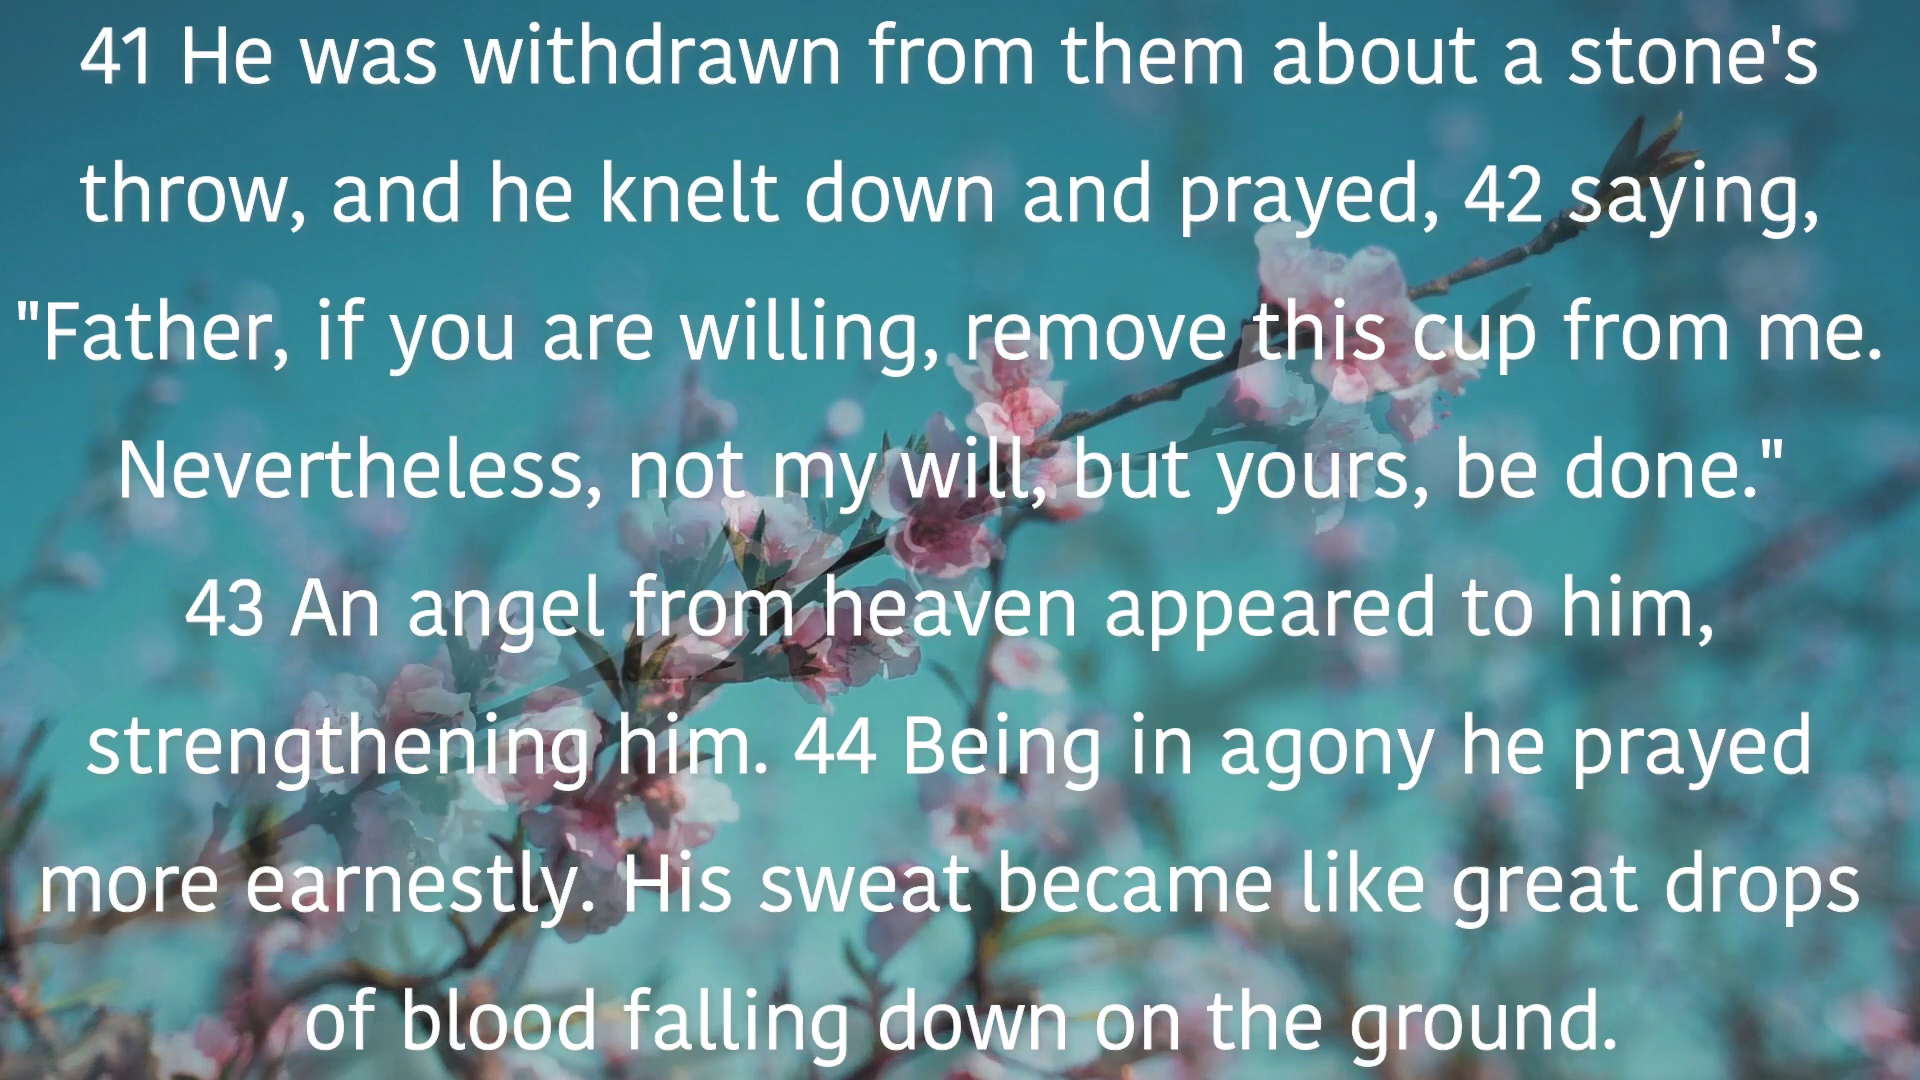 41 He was withdrawn from them about a stone's
throw, and he knelt down and prayed, 42 saying,
"Father, if you are willing, remove this cup from me.
Nevertheless, not my will, but yours, be done."
43 An angel from heaven appeared to him,
strengthening him. 44 Being in agony he prayed
more earnestly. His sweat became like great drops
of blood falling down on the ground.